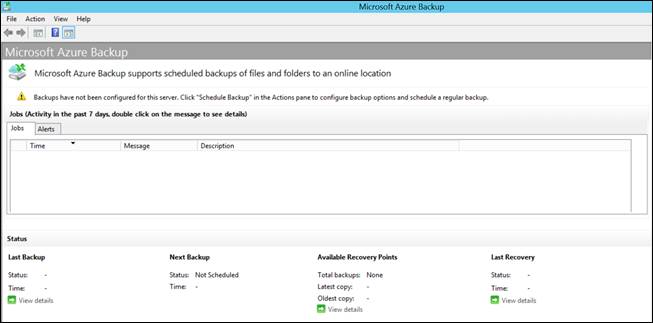 Microsoft Azure Backup
File Action View Help
Microsoft Azure Backup
Microsoft Azure Backup supports scheduled backups of files and folders to an online location
Backups have not been configured for this server. Click "Schedule Backup" in the Actions pane to configure backup options and schedule a regular backup.
Jobs (Activity in the past 7 days, double click on the message to see details)
Jobs Alerts
Time Message Description
Status
Last Backup Next Backup Available Recovery Points Last Recovery
Status: - Status: Not Scheduled Total backups: None Status: -
Time: - Time: - Latest copy: - Time: -
View details Oldest copy: - View details
View details